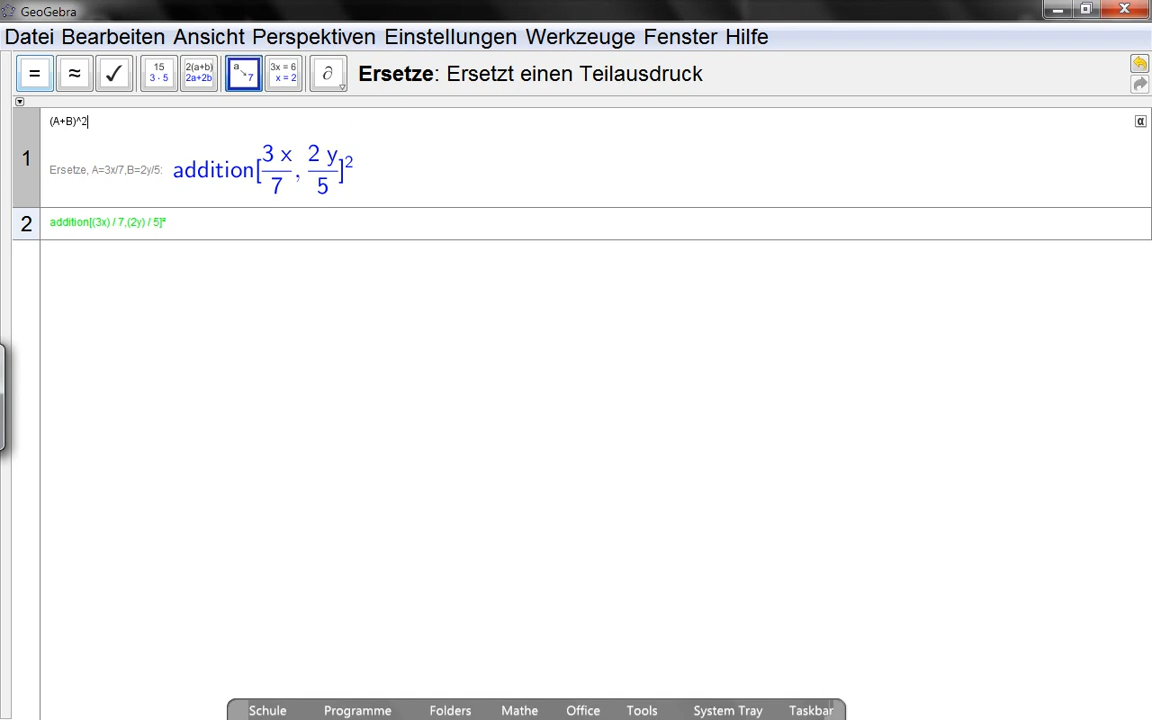 GeoGebra
Datei Bearbeiten Ansicht Perspektiven Einstellungen Werkzeuge Fenster Hilfe
= ≈ ✓ 15 2(a+b) a 3x = 6 ∂ Ersetze: Ersetzt einen Teilausdruck
3 · 5 2a+2b 7 x = 2
(A+B)^2 α
1 Ersetze, A=3x/7,B=2y/5: addition[3 x/7, 2 y/5]²
2 addition[(3x) / 7,(2y) / 5]²
Schule Programme Folders Mathe Office Tools System Tray Taskbar